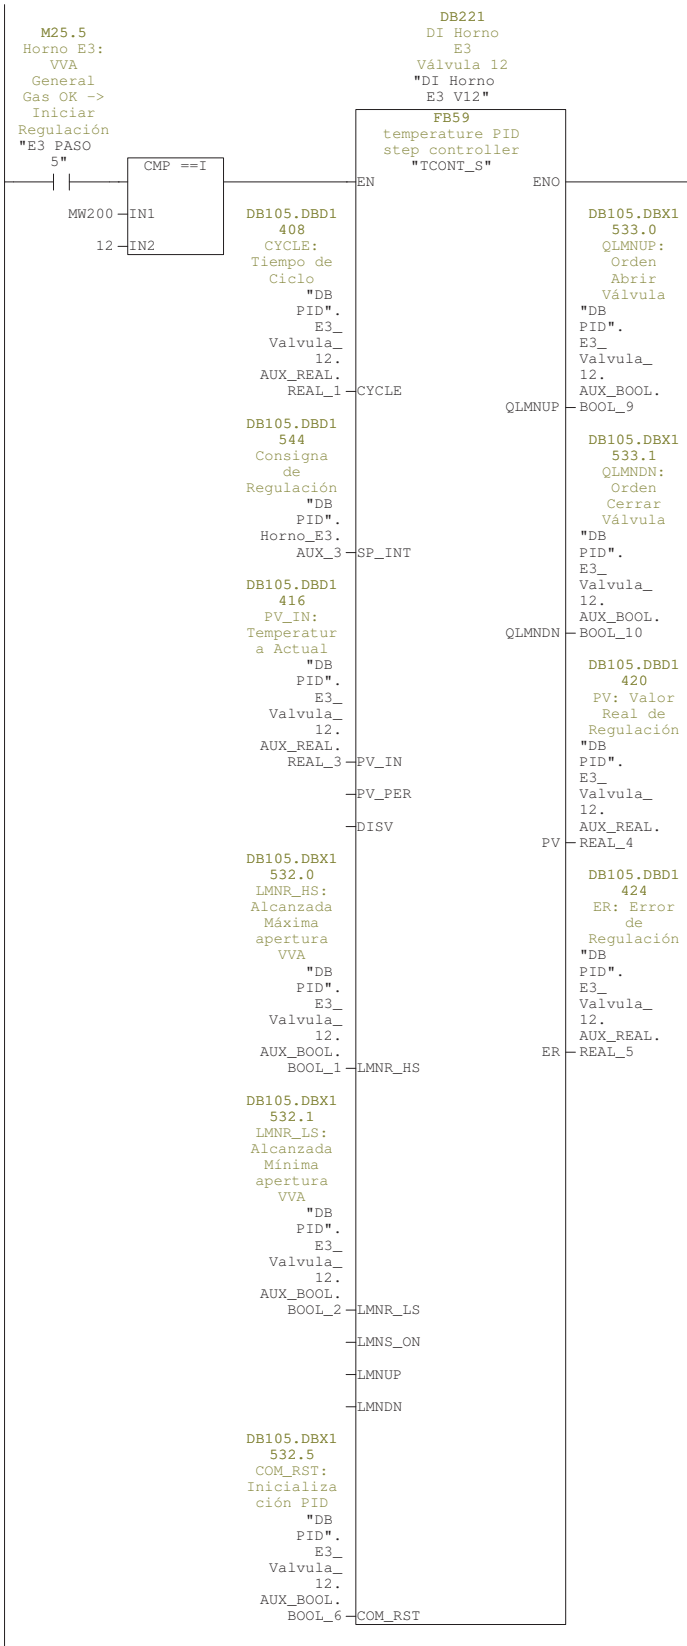 M25.5
Horno E3:
VVA
General
Gas OK ->
Iniciar
Regulación
"E3 PASO
5"
CMP ==I
MW200
IN1
12
IN2
DB221
DI Horno
E3
Válvula 12
"DI Horno
E3 V12"
FB59
temperature PID
step controller
"TCONT_S"
EN
ENO
DB105.DBD1
408
CYCLE:
Tiempo de
Ciclo
"DB
PID".
E3_
Valvula_
12.
AUX_REAL.
REAL_1
CYCLE
DB105.DBD1
544
Consigna
de
Regulación
"DB
PID".
Horno_E3.
AUX_3
SP_INT
DB105.DBD1
416
PV_IN:
Temperatur
a Actual
"DB
PID".
E3_
Valvula_
12.
AUX_REAL.
REAL_3
PV_IN
PV_PER
DISV
DB105.DBX1
532.0
LMNR_HS:
Alcanzada
Máxima
apertura
VVA
"DB
PID".
E3_
Valvula_
12.
AUX_BOOL.
BOOL_1
LMNR_HS
DB105.DBX1
532.1
LMNR_LS:
Alcanzada
Mínima
apertura
VVA
"DB
PID".
E3_
Valvula_
12.
AUX_BOOL.
BOOL_2
LMNR_LS
LMNS_ON
LMNUP
LMNDN
DB105.DBX1
532.5
COM_RST:
Inicializa
ción PID
"DB
PID".
E3_
Valvula_
12.
AUX_BOOL.
BOOL_6
COM_RST
DB105.DBX1
533.0
QLMNUP:
Orden
Abrir
Válvula
"DB
PID".
E3_
Valvula_
12.
AUX_BOOL.
QLMNUP
BOOL_9
DB105.DBX1
533.1
QLMNDN:
Orden
Cerrar
Válvula
"DB
PID".
E3_
Valvula_
12.
AUX_BOOL.
QLMNDN
BOOL_10
DB105.DBD1
420
PV: Valor
Real de
Regulación
"DB
PID".
E3_
Valvula_
12.
AUX_REAL.
PV
REAL_4
DB105.DBD1
424
ER: Error
de
Regulación
"DB
PID".
E3_
Valvula_
12.
AUX_REAL.
ER
REAL_5